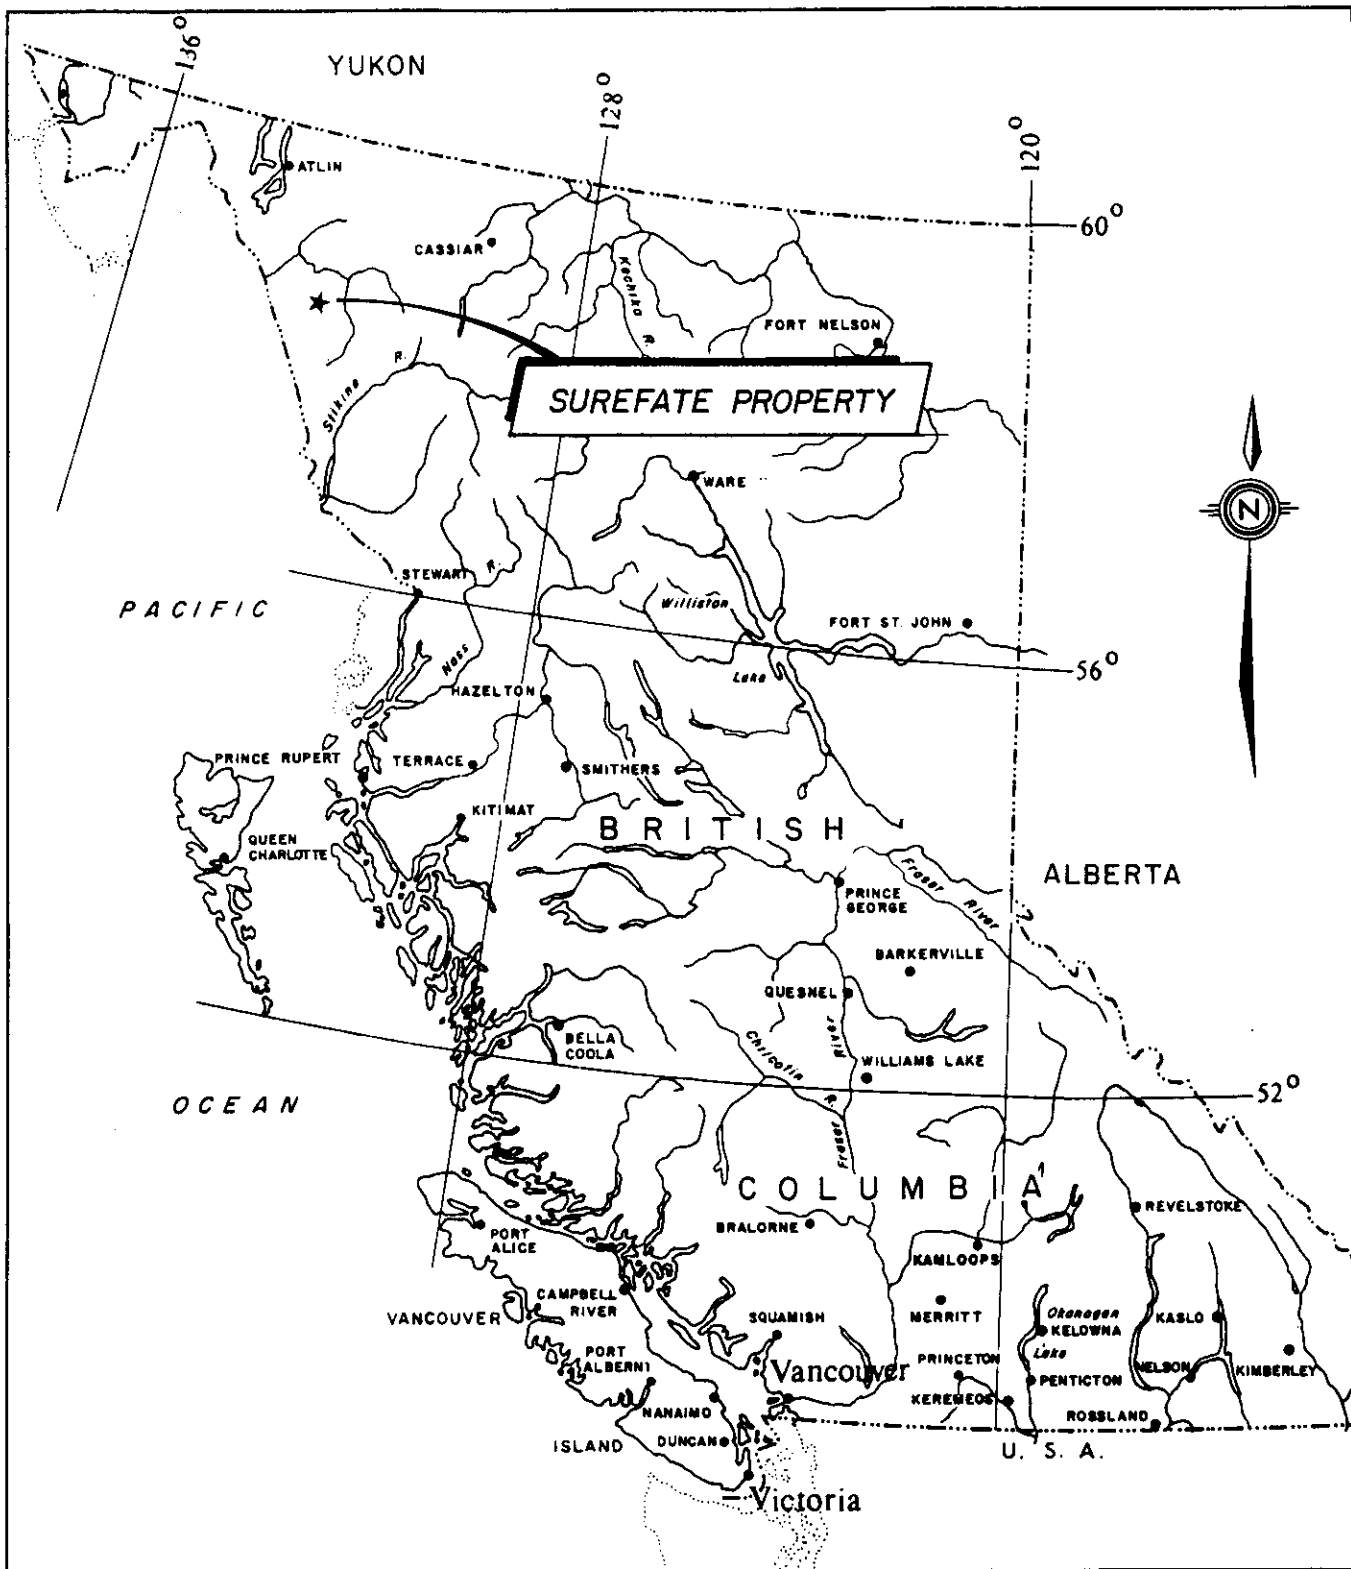 136°
YUKON
128°
120°
ATLIN
60°
CASSIAR
Kechika R.
FORT NELSON
Stikine R.
SUREFATE PROPERTY
WARE
N
STEWART
R.
PACIFIC
Williston
FORT ST. JOHN
56°
Nass
Lake
HAZELTON
PRINCE RUPERT
TERRACE
SMITHERS
KITIMAT
BRITISH
QUEEN
CHARLOTTE
ALBERTA
Fraser River
PRINCE
GEORGE
BARKERVILLE
QUESNEL
River
BELLA
COOLA
Chilcotin R.
WILLIAMS LAKE
52°
OCEAN
Fraser
COLUMBIA
REVELSTOKE
PORT
ALICE
BRALORNE
KAMLOOPS
CAMPBELL
RIVER
VANCOUVER
SQUAMISH
MERRITT
Okanagan
KELOWNA
Lake
KASLO
PORT
ALBERNI
Vancouver
PRINCETON
PENTICTON
NELSON
KIMBERLEY
NANAIMO
KEREMEOS
ROSSLAND
ISLAND
DUNCAN
U. S. A.
Victoria